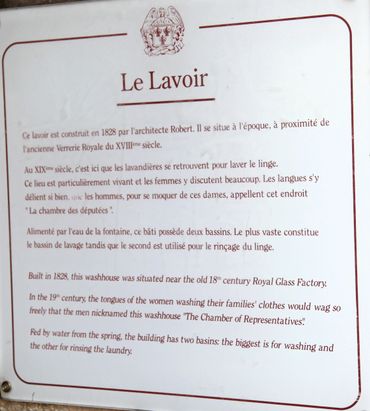 Le Lavoir
Ce lavoir est construit en 1828 par l'architecte Robert. Il se situe à l'époque, à proximité de
l'ancienne Verrerie Royale du XVIIIème siècle.
Au XIXème siècle, c'est ici que les lavandières se retrouvent pour laver le linge.
Ce lieu est particulièrement vivant et les femmes y discutent beaucoup. Les langues s'y
délient si bien, que les hommes, pour se moquer de ces dames, appellent cet endroit
"La chambre des députées".
Alimenté par l'eau de la fontaine, ce bâti possède deux bassins. Le plus vaste constitue
le bassin de lavage tandis que le second est utilisé pour le rinçage du linge.
Built in 1828, this washhouse was situated near the old 18th century Royal Glass Factory.
In the 19th century, the tongues of the women washing their families' clothes would wag so
freely that the men nicknamed this washhouse "The Chamber of Representatives".
Fed by water from the spring, the building has two basins: the biggest is for washing and
the other for rinsing the laundry.